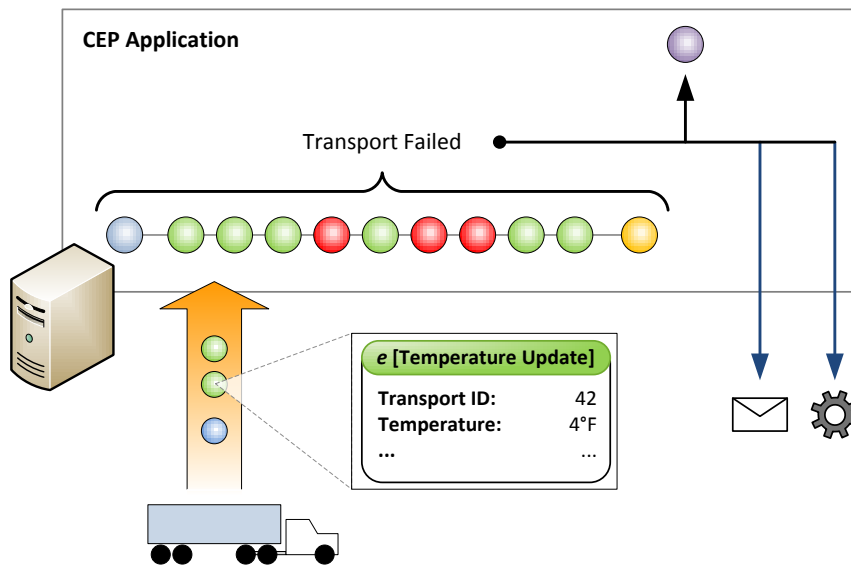 CEP Application
Transport Failed
e [Temperature Update]
Transport ID: 42
Temperature: 4°F
... ...